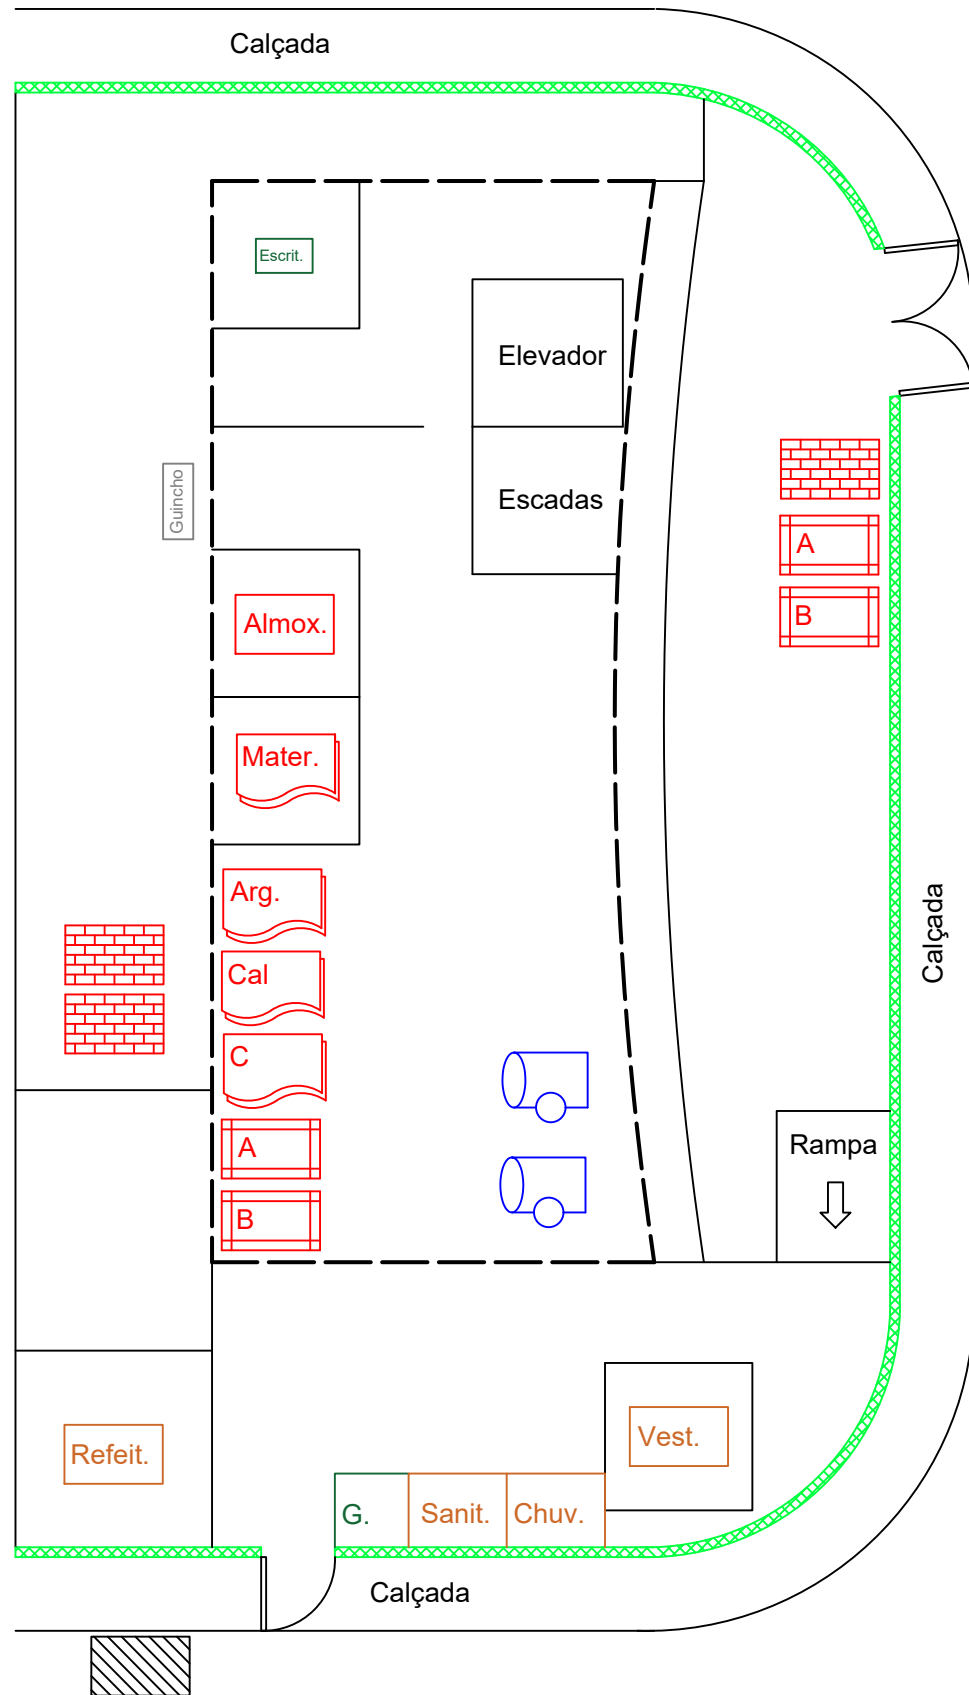 Calçada
Escrit.
Elevador
Guincho
Escadas
A
B
Almox.
Mater.
Arg.
Cal
C
A
B
Calçada
Rampa
Refeit.
Vest.
G.
Sanit.
Chuv.
Calçada